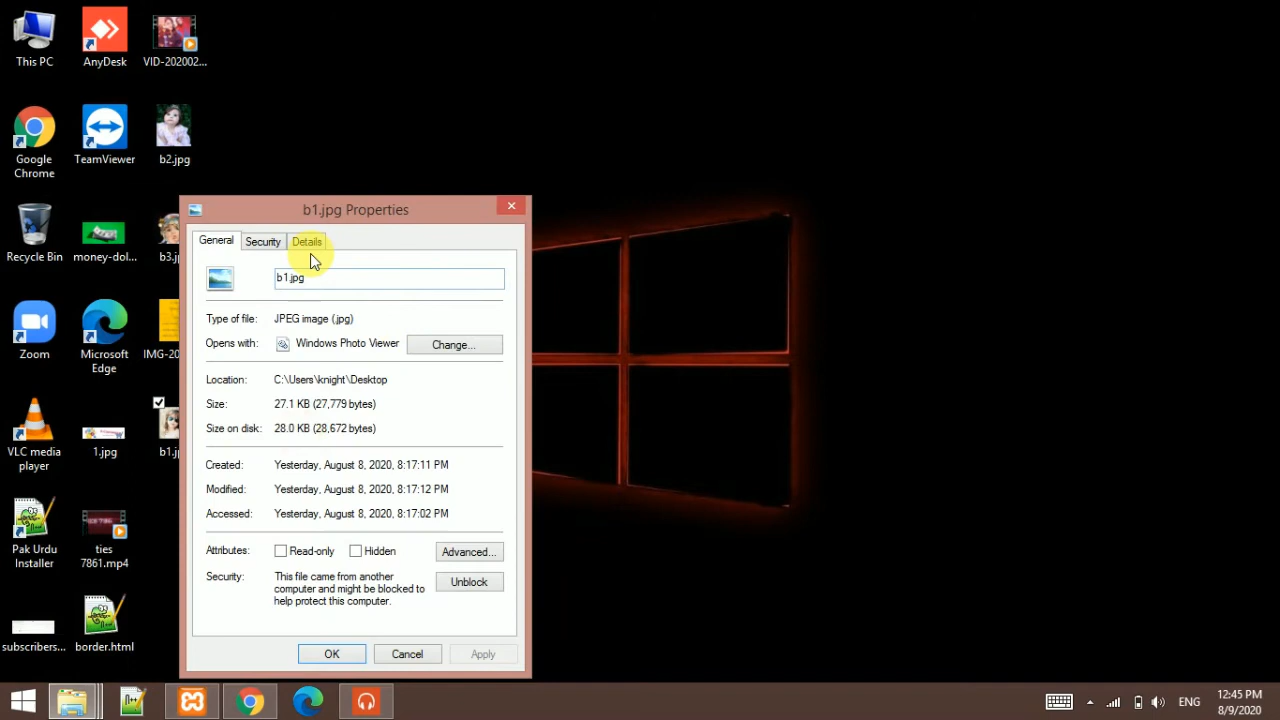 This PC
AnyDesk
VID-202002...
Google
Chrome
TeamViewer
b2.jpg
Recycle Bin
money-dol...
b3.j
Zoom
Microsoft
Edge
IMG-20
VLC media
player
1.jpg
b1.j
Pak Urdu
Installer
ties
7861.mp4
subscribers...
border.html
b1.jpg Properties
General
Security
Details
b1.jpg
Type of file:
JPEG image (.jpg)
Opens with:
Windows Photo Viewer
Change...
Location:
C:\Users\knight\Desktop
Size:
27.1 KB (27,779 bytes)
Size on disk:
28.0 KB (28,672 bytes)
Created:
Yesterday, August 8, 2020, 8:17:11 PM
Modified:
Yesterday, August 8, 2020, 8:17:12 PM
Accessed:
Yesterday, August 8, 2020, 8:17:02 PM
Attributes:
Read-only
Hidden
Advanced...
Security:
This file came from another
computer and might be blocked to
help protect this computer.
Unblock
OK
Cancel
Apply
ENG
12:45 PM
8/9/2020